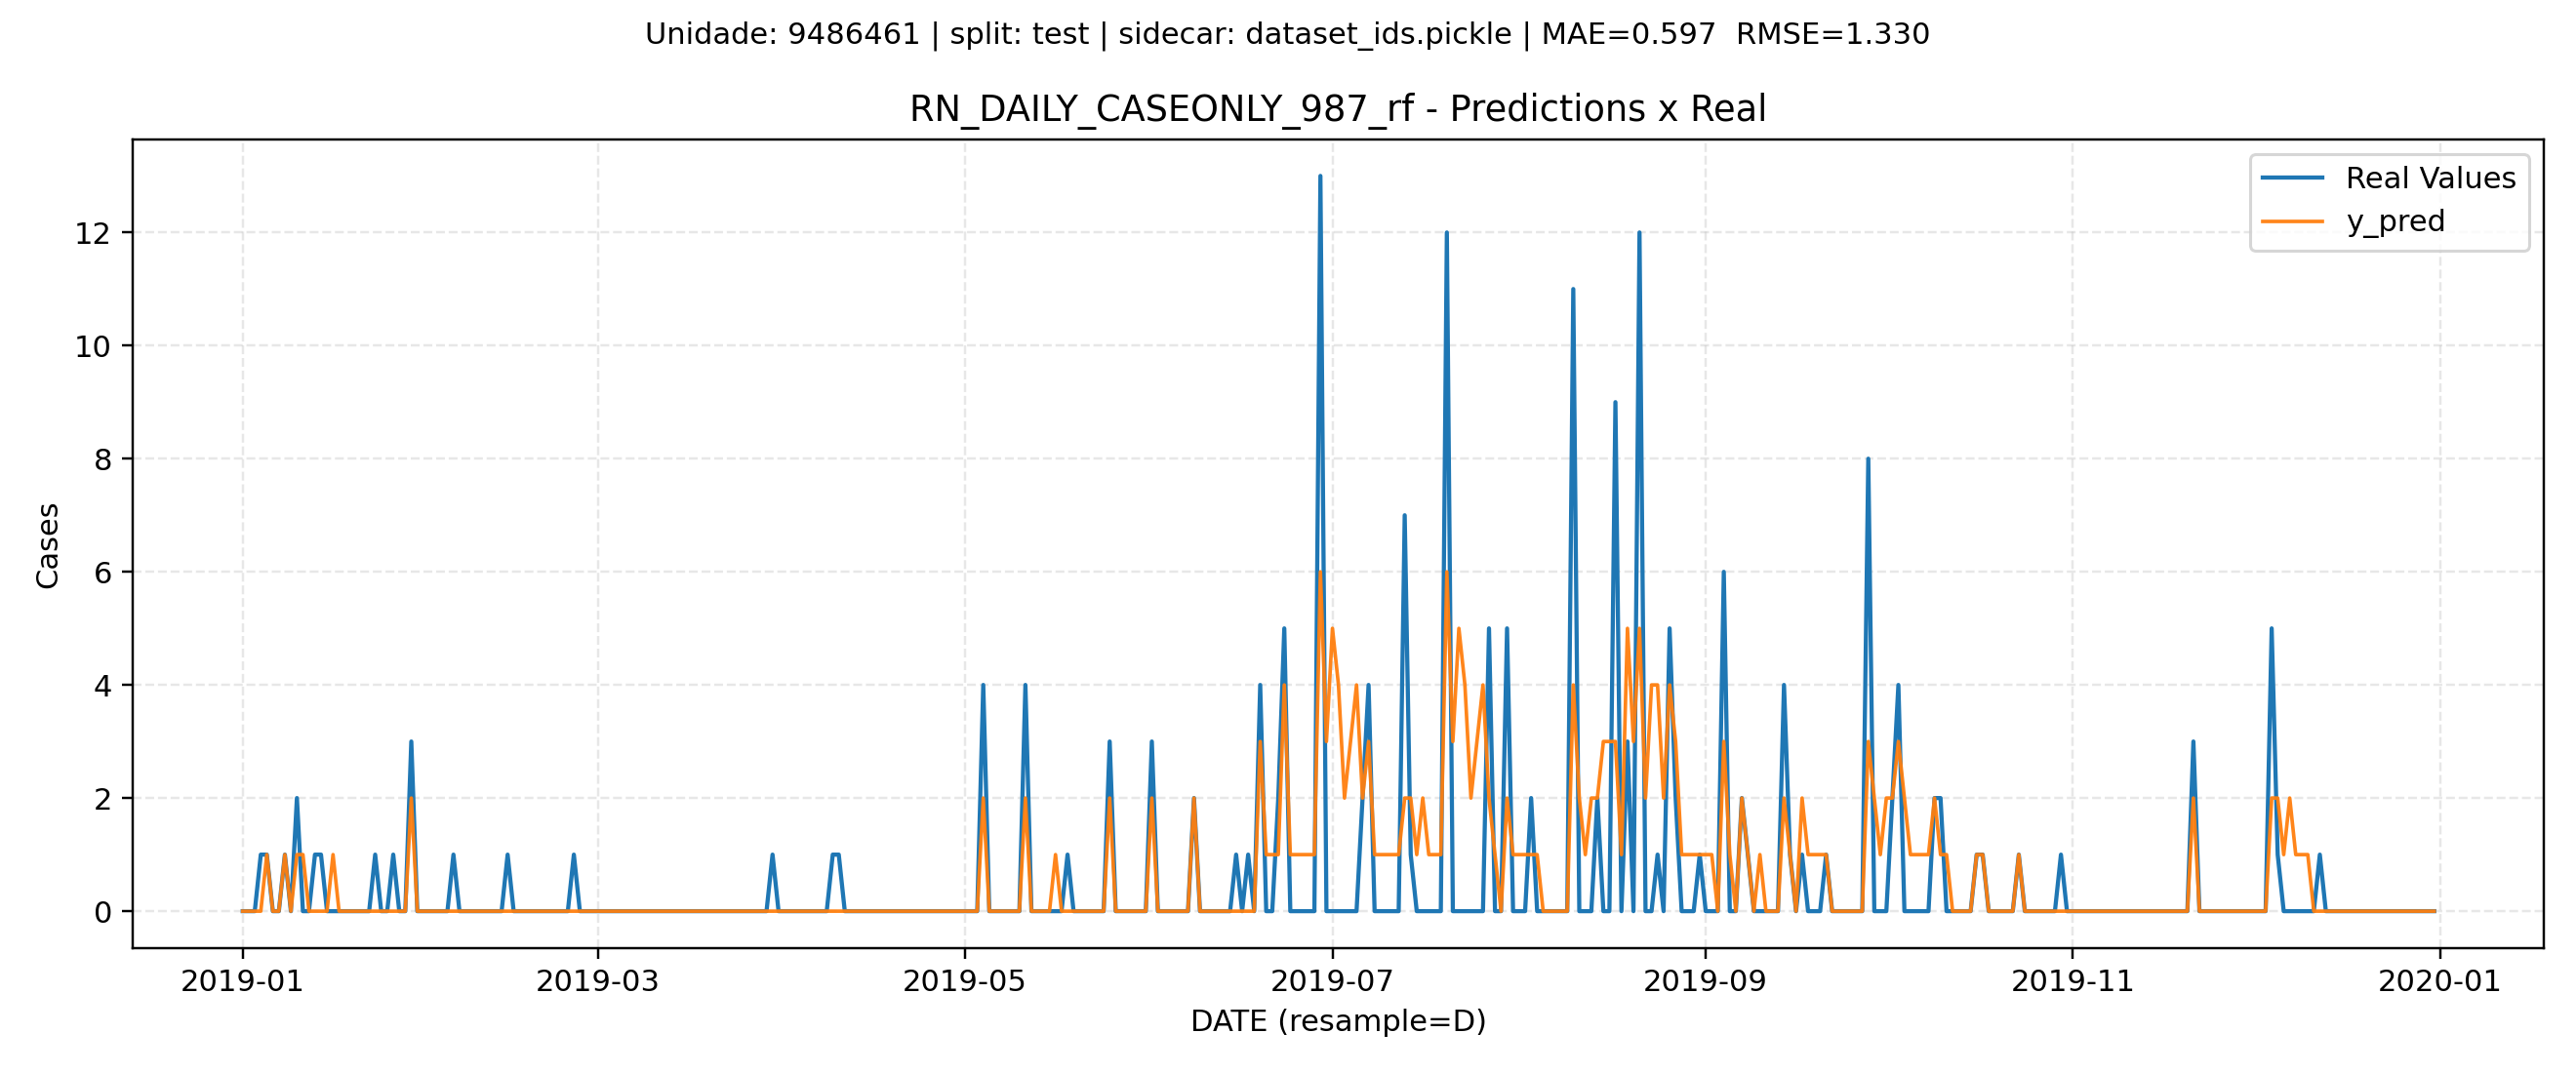 Unidade: 9486461 | split: test | sidecar: dataset_ids.pickle | MAE=0.597  RMSE=1.330
RN_DAILY_CASEONLY_987_rf - Predictions x Real
Real Values
y_pred
12
10
8
6
4
2
0
Cases
2019-01
2019-03
2019-05
2019-07
2019-09
2019-11
2020-01
DATE (resample=D)